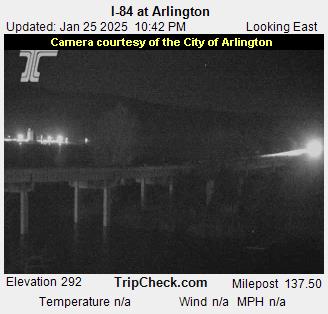 I-84 at Arlington
Updated: Jan 25 2025 10:42 PM Looking East
Camera courtesy of the City of Arlington
Elevation 292 TripCheck.com Milepost 137.50
Temperature n/a Wind n/a MPH n/a